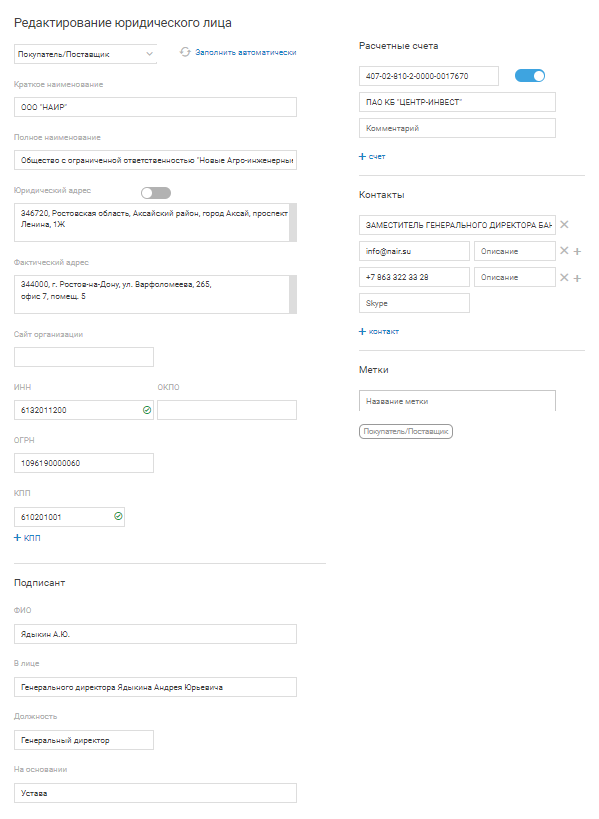 Редактирование юридического лица
Покупатель/Поставщик
Заполнить автоматически
Краткое наименование
ООО "НАИР"
Полное наименование
Общество с ограниченной ответственностью "Новые Агро-инженерные
Юридический адрес
346720, Ростовская область, Аксайский район, город Аксай, проспект
Ленина, 1Ж
Фактический адрес
344000, г. Ростов-на-Дону, ул. Варфоломеева, 265,
офис 7, помещ. 5
Сайт организации
ИНН ОКПО
6132011200
ОГРН
1096190000060
КПП
610201001
+ КПП
Подписант
ФИО
Ядыкин А.Ю.
В лице
Генерального директора Ядыкина Андрея Юрьевича
Должность
Генеральный директор
На основании
Устава
Расчетные счета
407-02-810-2-0000-0017670
ПАО КБ "ЦЕНТР-ИНВЕСТ"
Комментарий
+ счет
Контакты
ЗАМЕСТИТЕЛЬ ГЕНЕРАЛЬНОГО ДИРЕКТОРА БАН
info@nair.su Описание
+7 863 322 33 28 Описание
Skype
+ контакт
Метки
Название метки
Покупатель/Поставщик